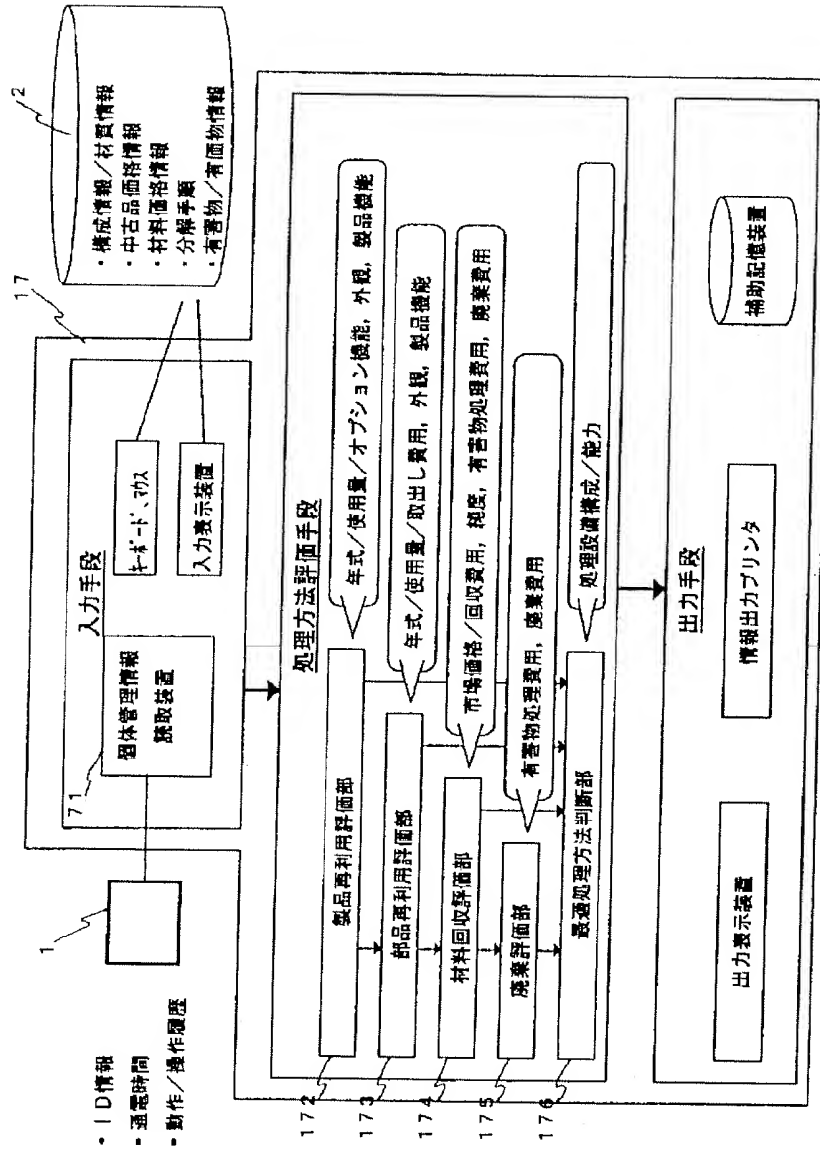 1
・ID情報
・通電時間
・動作/操作履歴
17
2
・構成情報/材質情報
・中古品価格情報
・材料価格情報
・分解手順
・有害物/有価物情報
入力手段
71
個体管理情報
読取装置
キーボード、マウス
入力表示装置
処理方法評価手段
172
製品再利用評価部
年式/使用量/オプション機能,外観,製品機能
173
部品再利用評価部
年式/使用量/取出し費用,外観,製品機能
174
材料回収評価部
市場価格/回収費用,純度,有害物処理費用,廃棄費用
175
廃棄評価部
有害物処理費用,廃棄費用
176
最適処理方法判断部
処理設備構成/能力
出力手段
出力表示装置
情報出力プリンタ
補助記憶装置